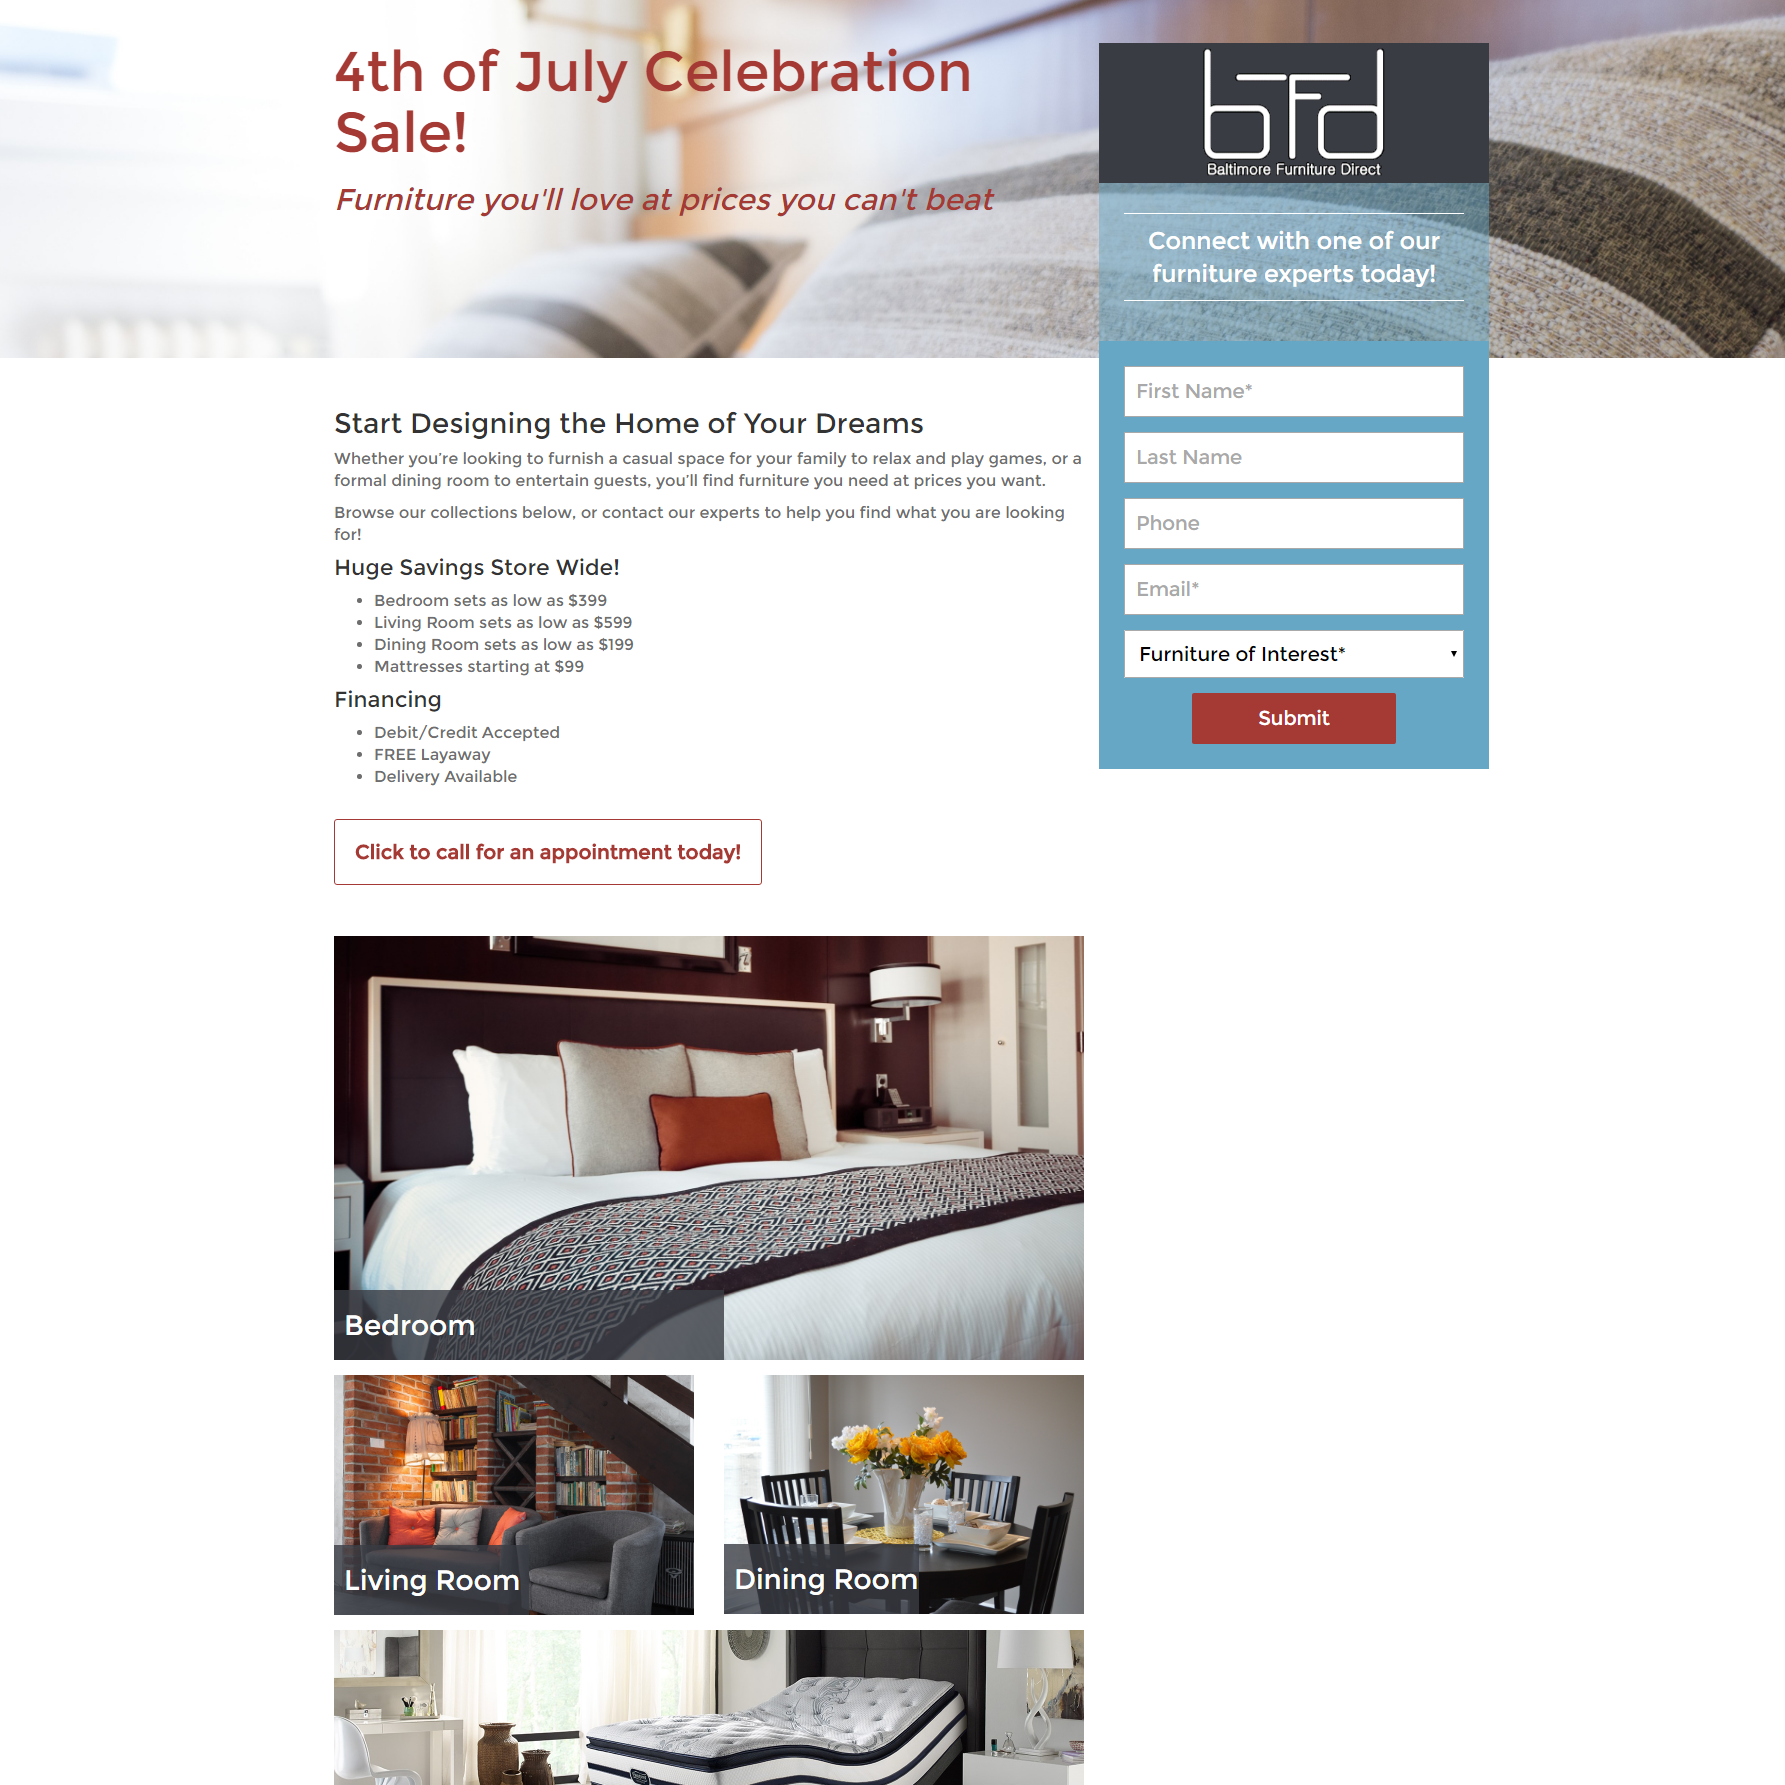 4th of July Celebration
Sale!
Furniture you'll love at prices you can't beat
bfd
Baltimore Furniture Direct
Connect with one of our
furniture experts today!
First Name*
Last Name
Phone
Email*
Furniture of Interest*
Submit
Start Designing the Home of Your Dreams
Whether you’re looking to furnish a casual space for your family to relax and play games, or a
formal dining room to entertain guests, you’ll find furniture you need at prices you want.
Browse our collections below, or contact our experts to help you find what you are looking
for!
Huge Savings Store Wide!
• Bedroom sets as low as $399
• Living Room sets as low as $599
• Dining Room sets as low as $199
• Mattresses starting at $99
Financing
• Debit/Credit Accepted
• FREE Layaway
• Delivery Available
Click to call for an appointment today!
Bedroom
Living Room
Dining Room